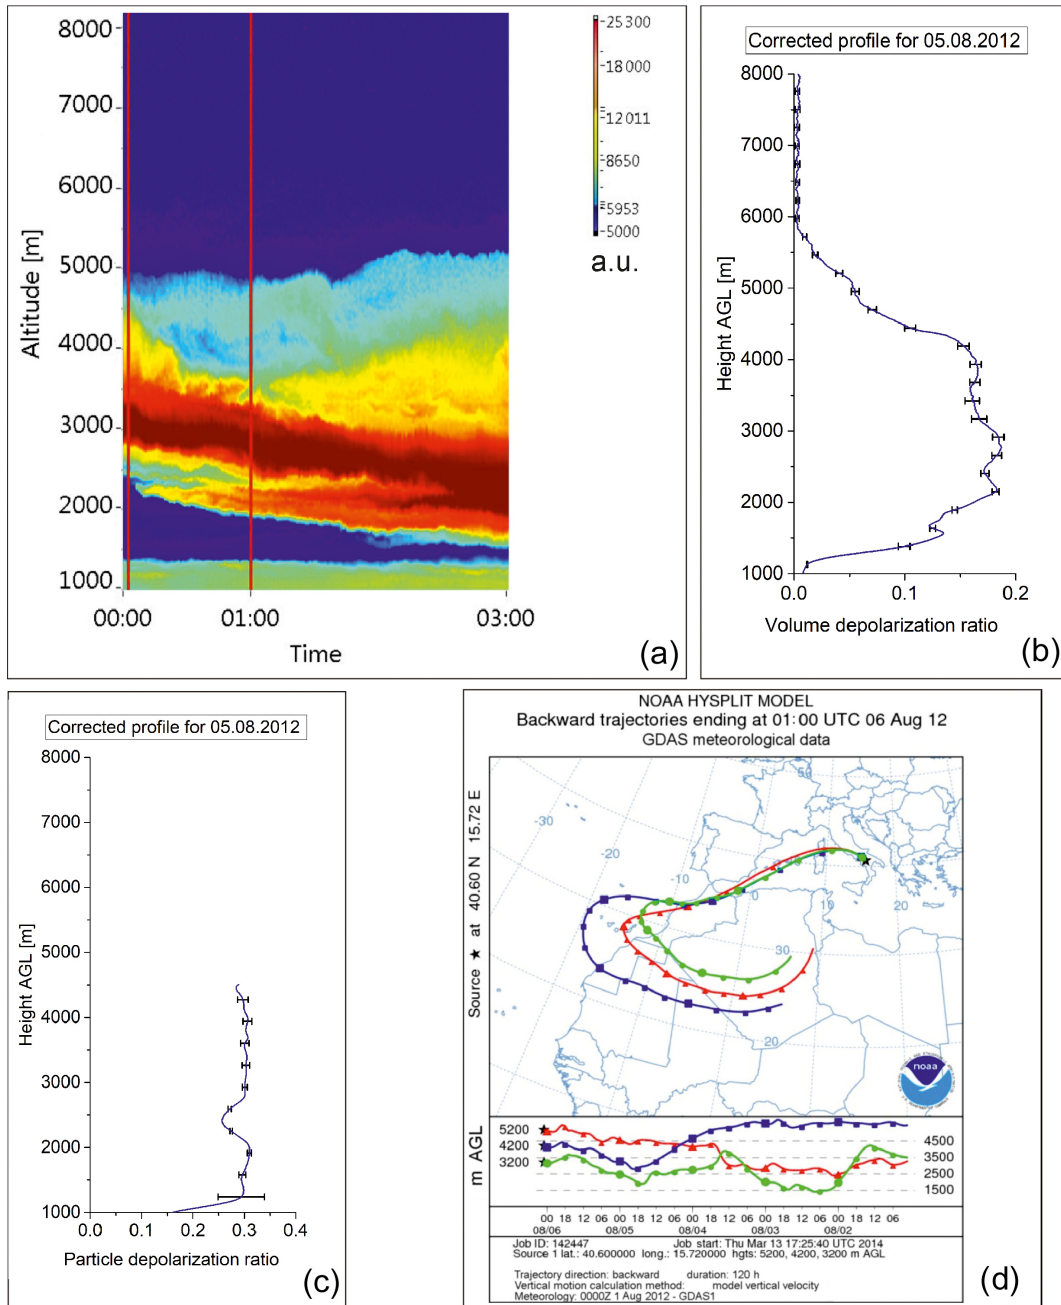 8000
7000
6000
5000
4000
3000
2000
1000
Altitude [m]
00:00 01:00 03:00
Time
25 300
18 000
12 011
8650
5953
5000
a.u.
(a)
Corrected profile for 05.08.2012
8000
7000
6000
5000
4000
3000
2000
1000
Height AGL [m]
0.0 0.1 0.2
Volume depolarization ratio
(b)
Corrected profile for 05.08.2012
8000
7000
6000
5000
4000
3000
2000
1000
Height AGL [m]
0.0 0.1 0.2 0.3 0.4
Particle depolarization ratio
(c)
NOAA HYSPLIT MODEL
Backward trajectories ending at 01:00 UTC 06 Aug 12
GDAS meteorological data
Source ★ at 40.60 N 15.72 E
-30
-20
-10
0
10
20
50
40
30
20
noaa
m AGL
5200
4200
3200
4500
3500
2500
1500
00 18 12 06 00 18 12 06 00 18 12 06 00 18 12 06 00 18 12 06
08/06 08/05 08/04 08/03 08/02
Job ID: 142447 Job start: Thu Mar 13 17:25:40 UTC 2014
Source 1 lat.: 40.600000 long.: 15.720000 hgts: 5200, 4200, 3200 m AGL
Trajectory direction: backward duration: 120 h
Vertical motion calculation method: model vertical velocity
Meteorology: 0000Z 1 Aug 2012 - GDAS1
(d)